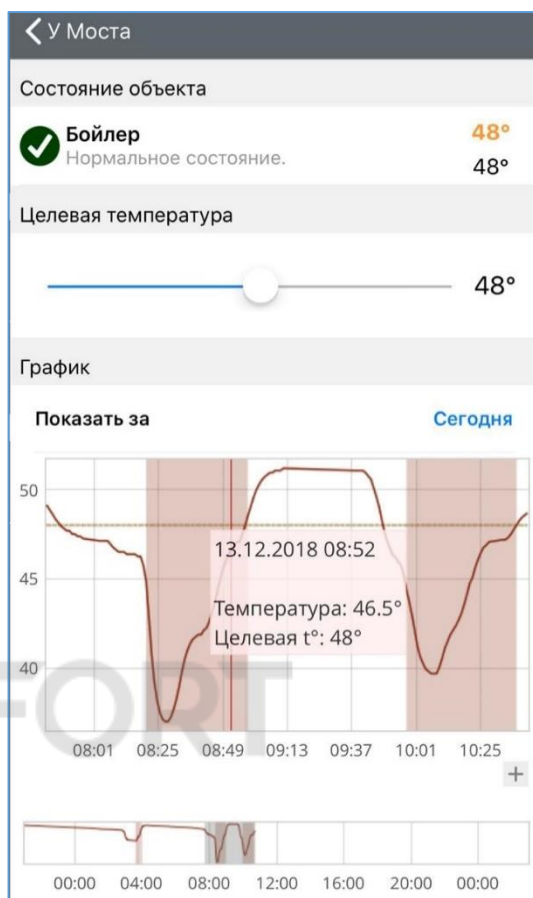 У Моста
Состояние объекта
Бойлер 48°
Нормальное состояние. 48°
Целевая температура
48°
График
Показать за Сегодня
50
13.12.2018 08:52
45
Температура: 46.5°
Целевая t°: 48°
40
FORT
08:01 08:25 08:49 09:13 09:37 10:01 10:25
+
00:00 04:00 08:00 12:00 16:00 20:00 00:00